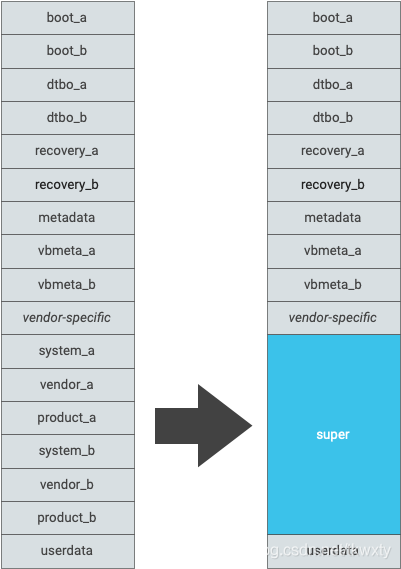 boot_a
boot_b
dtbo_a
dtbo_b
recovery_a
recovery_b
metadata
vbmeta_a
vbmeta_b
vendor-specific
system_a
vendor_a
product_a
system_b
vendor_b
product_b
userdata
boot_a
boot_b
dtbo_a
dtbo_b
recovery_a
recovery_b
metadata
vbmeta_a
vbmeta_b
vendor-specific
super
userdata